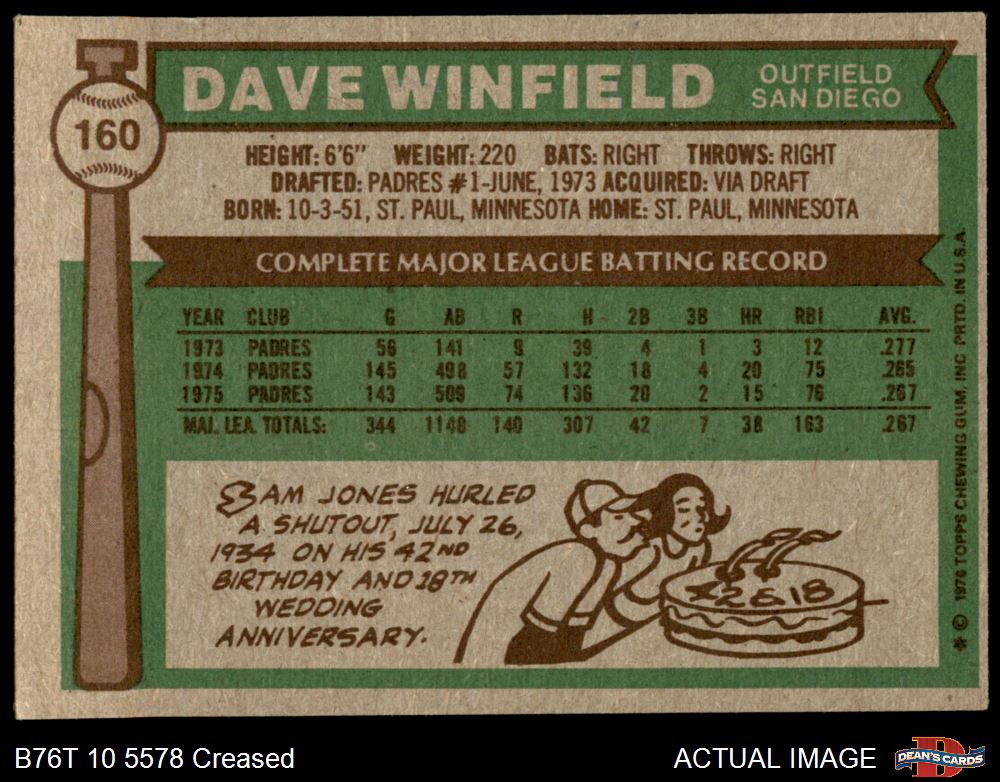 160
DAVE WINFIELD
OUTFIELD
SAN DIEGO
HEIGHT: 6'6" WEIGHT: 220 BATS: RIGHT THROWS: RIGHT
DRAFTED: PADRES #1-JUNE, 1973 ACQUIRED: VIA DRAFT
BORN: 10-3-51, ST. PAUL, MINNESOTA HOME: ST. PAUL, MINNESOTA
COMPLETE MAJOR LEAGUE BATTING RECORD
YEAR CLUB G AB R H 2B 3B HR RBI AVG.
1973 PADRES 56 141 9 39 4 1 3 12 .277
1974 PADRES 145 498 57 132 18 4 20 75 .265
1975 PADRES 143 509 74 136 20 2 15 76 .267
MAJ. LEA. TOTALS: 344 1148 140 307 42 7 38 163 .267
SAM JONES HURLED
A SHUTOUT, JULY 26,
1934 ON HIS 42ND
BIRTHDAY AND 18TH
WEDDING
ANNIVERSARY.
42 & 18
* © 1976 TOPPS CHEWING GUM, INC. PRTD. IN U.S.A.
B76T 10 5578 Creased
ACTUAL IMAGE
D
DEAN'S CARDS